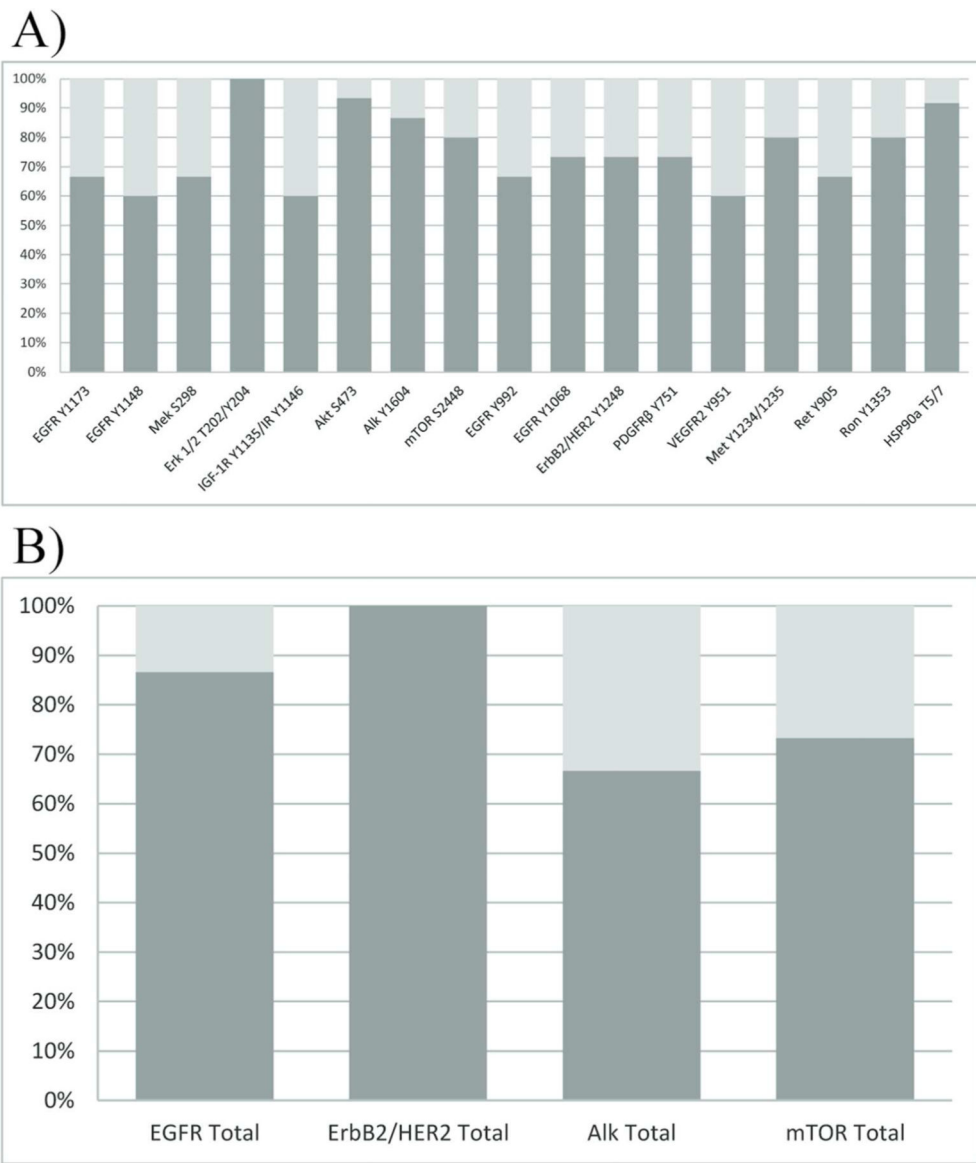 A)
100%
90%
80%
70%
60%
50%
40%
30%
20%
10%
0%
EGFR Y1173
EGFR Y1148
Mek S298
Erk 1/2 T202/Y204
IGF-1R Y1135/IR Y1146
Akt S473
Alk Y1604
mTOR S2448
EGFR Y992
EGFR Y1068
ErbB2/HER2 Y1248
PDGFRβ Y751
VEGFR2 Y951
Met Y1234/1235
Ret Y905
Ron Y1353
HSP90a T5/7
B)
100%
90%
80%
70%
60%
50%
40%
30%
20%
10%
0%
EGFR Total
ErbB2/HER2 Total
Alk Total
mTOR Total